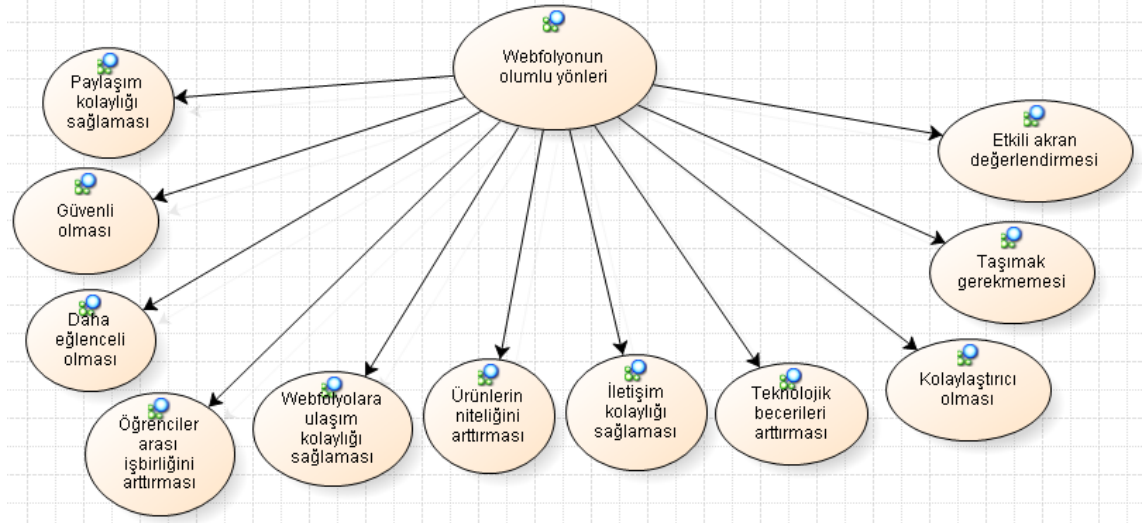 Webfolyonun
olumlu yönleri
Paylaşım
kolaylığı
sağlaması
Güvenli
olması
Daha
eğlenceli
olması
Öğrenciler
arası
işbirliğini
arttırması
Webfolyolara
ulaşım
kolaylığı
sağlaması
Ürünlerin
niteliğini
arttırması
İletişim
kolaylığı
sağlaması
Teknolojik
becerileri
arttırması
Kolaylaştırıcı
olması
Taşımak
gerekmemesi
Etkili akran
değerlendirmesi